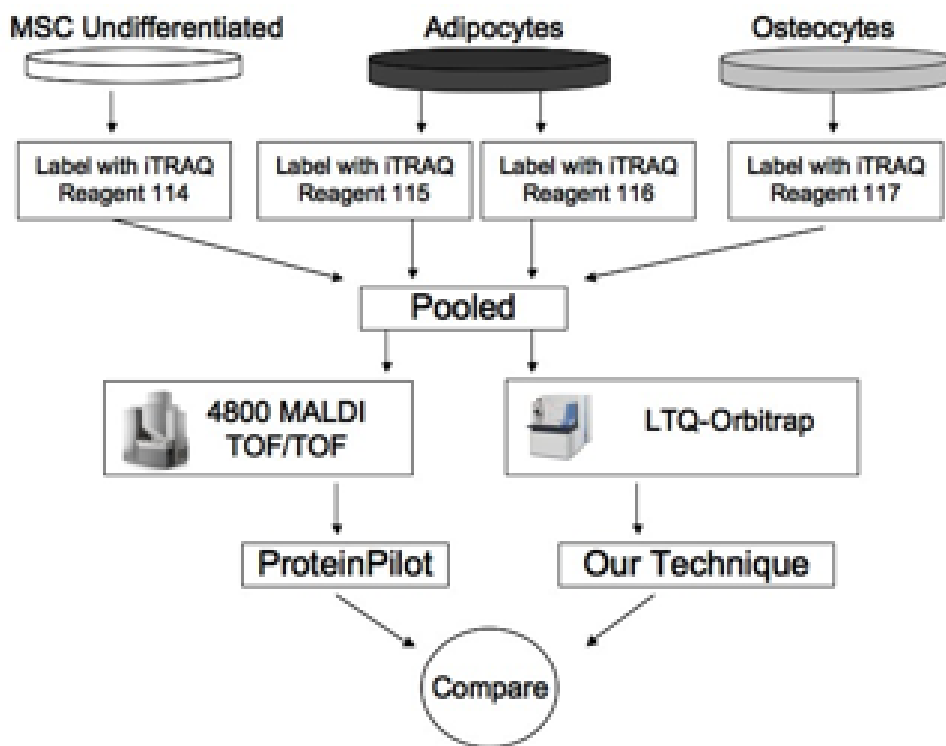 MSC Undifferentiated
Adipocytes
Osteocytes
Label with iTRAQ
Reagent 114
Label with iTRAQ
Reagent 115
Label with iTRAQ
Reagent 116
Label with iTRAQ
Reagent 117
Pooled
4800 MALDI
TOF/TOF
LTQ-Orbitrap
ProteinPilot
Our Technique
Compare